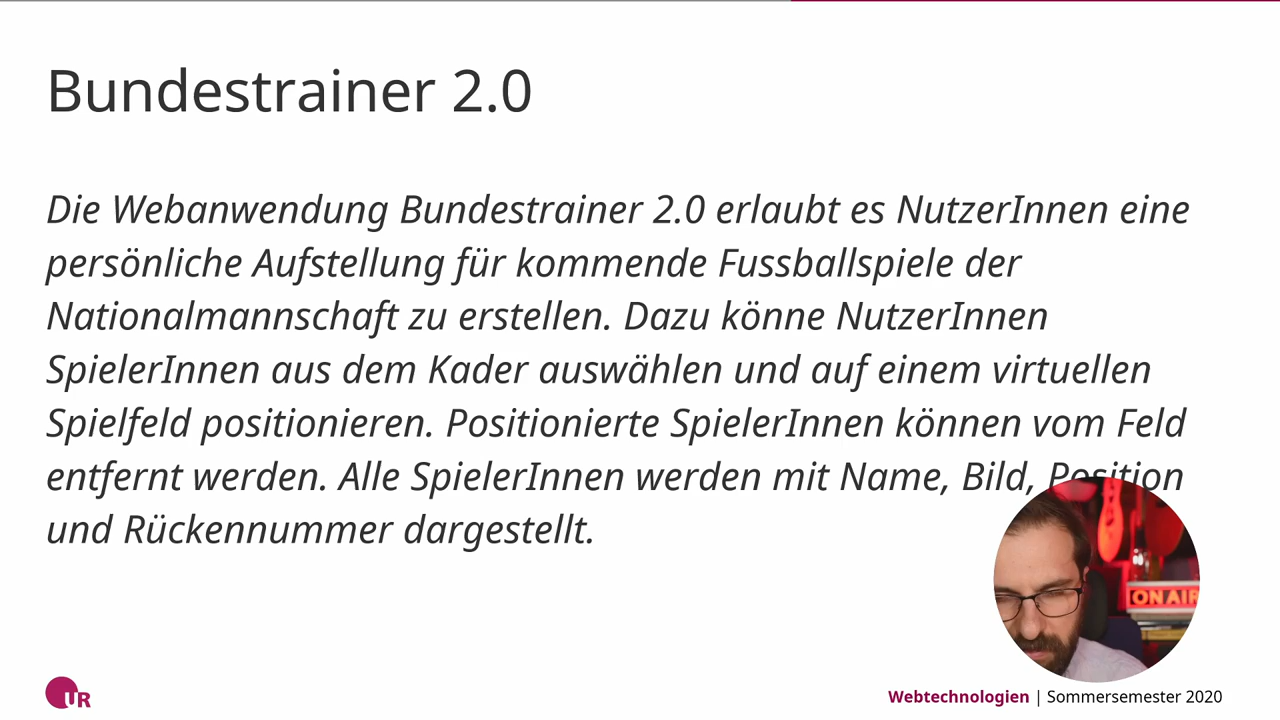 Bundestrainer 2.0
Die Webanwendung Bundestrainer 2.0 erlaubt es NutzerInnen eine
persönliche Aufstellung für kommende Fussballspiele der
Nationalmannschaft zu erstellen. Dazu könne NutzerInnen
SpielerInnen aus dem Kader auswählen und auf einem virtuellen
Spielfeld positionieren. Positionierte SpielerInnen können vom Feld
entfernt werden. Alle SpielerInnen werden mit Name, Bild, Position
und Rückennummer dargestellt.
ON AIR
UR
Webtechnologien | Sommersemester 2020